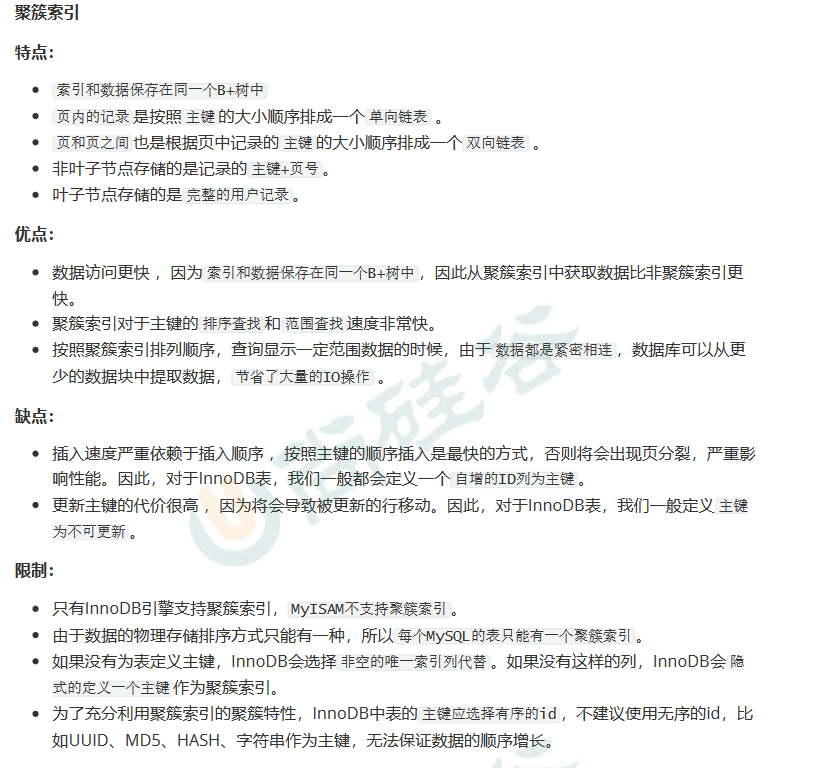 聚簇索引
特点：
索引和数据保存在同一个B+树中
页内的记录是按照主键的大小顺序排成一个单向链表 。
页和页之间也是根据页中记录的主键的大小顺序排成一个双向链表 。
非叶子节点存储的是记录的主键+页号。
叶子节点存储的是完整的用户记录。
优点：
数据访问更快 ，因为索引和数据保存在同一个B+树中，因此从聚簇索引中获取数据比非聚簇索引更
快。
聚簇索引对于主键的排序查找和范围查找速度非常快。
按照聚簇索引排列顺序，查询显示一定范围数据的时候，由于数据都是紧密相连，数据库可以从更
少的数据块中提取数据，节省了大量的IO操作 。
缺点：
插入速度严重依赖于插入顺序 ，按照主键的顺序插入是最快的方式，否则将会出现页分裂，严重影
响性能。因此，对于InnoDB表，我们一般都会定义一个自增的ID列为主键。
更新主键的代价很高 ，因为将会导致被更新的行移动。因此，对于InnoDB表，我们一般定义主键
为不可更新。
限制：
只有InnoDB引擎支持聚簇索引，MyISAM不支持聚簇索引。
由于数据的物理存储排序方式只能有一种，所以每个MySQL的表只能有一个聚簇索引。
如果没有为表定义主键，InnoDB会选择非空的唯一索引列代替。如果没有这样的列，InnoDB会隐
式的定义一个主键作为聚簇索引。
为了充分利用聚簇索引的聚簇特性，InnoDB中表的主键应选择有序的id，不建议使用无序的id，比
如UUID、MD5、HASH、字符串作为主键，无法保证数据的顺序增长。
尚硅谷